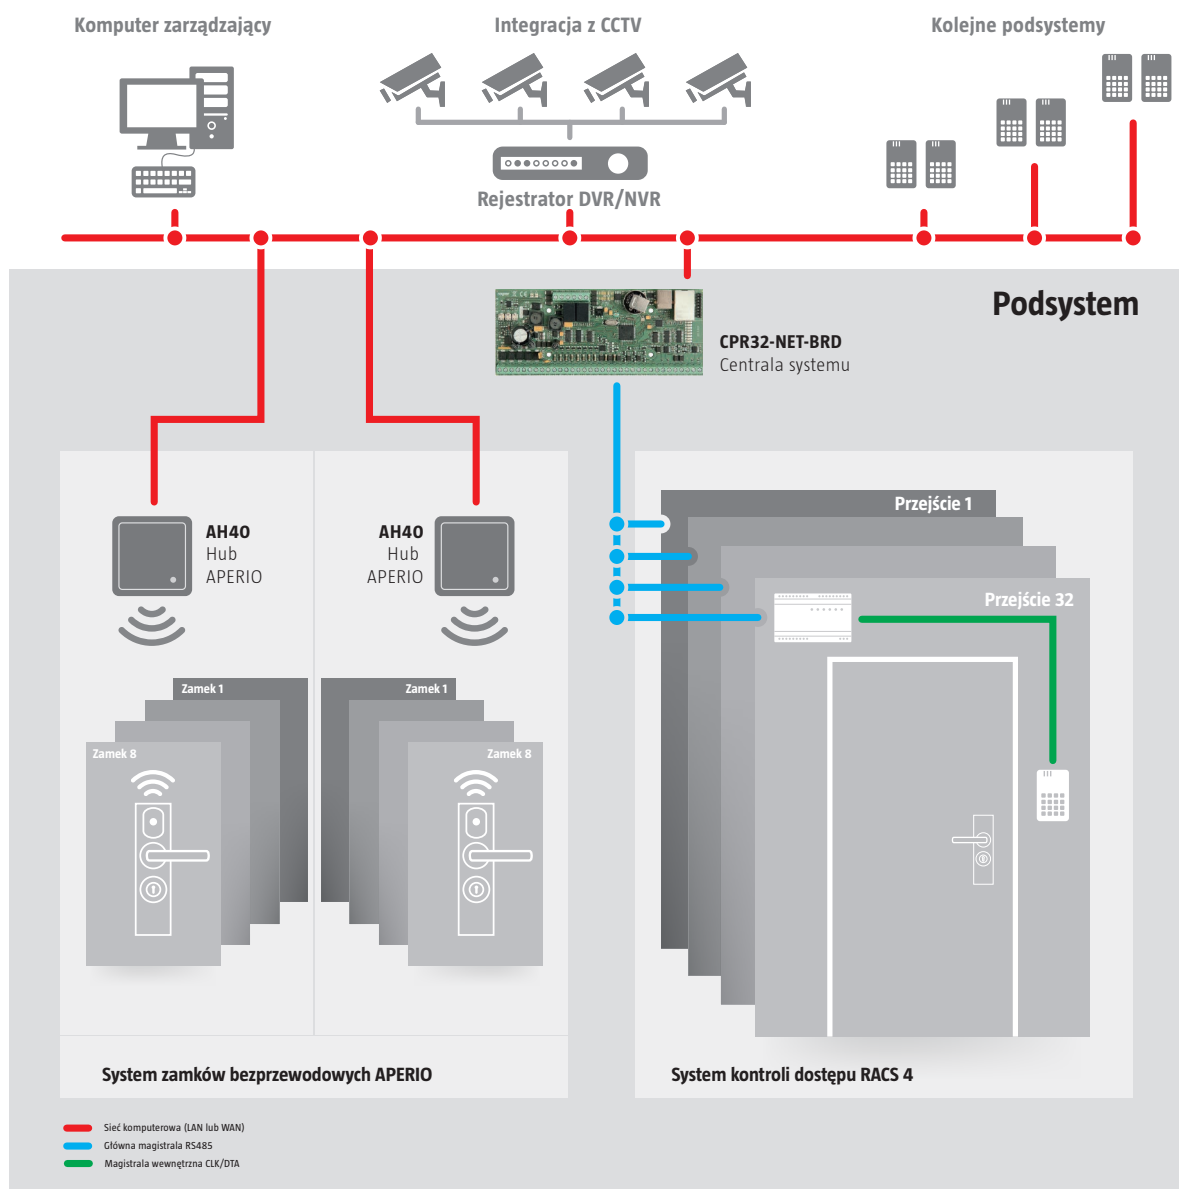 Komputer zarządzający
Integracja z CCTV
Kolejne podsystemy
Rejestrator DVR/NVR
Podsystem
CPR32-NET-BRD
Centrala systemu
AH40
Hub
APERIO
AH40
Hub
APERIO
Przejście 1
Przejście 32
Zamek 1
Zamek 1
Zamek 8
Zamek 8
System zamków bezprzewodowych APERIO
System kontroli dostępu RACS 4
Sieć komputerowa (LAN lub WAN)
Główna magistrala RS485
Magistrala wewnętrzna CLK/DTA